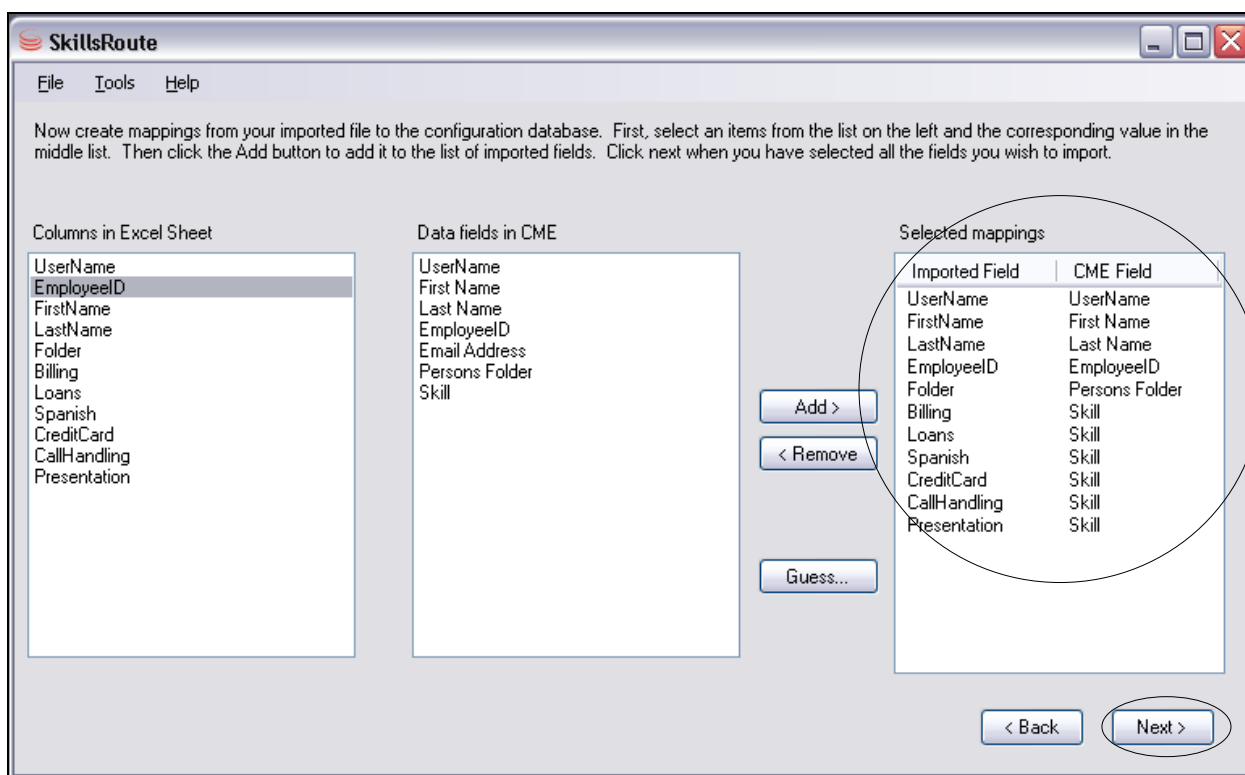 SkillsRoute
File Tools Help
Now create mappings from your imported file to the configuration database. First, select an items from the list on the left and the corresponding value in the
middle list. Then click the Add button to add it to the list of imported fields. Click next when you have selected all the fields you wish to import.
Columns in Excel Sheet
UserName
EmployeeID
FirstName
LastName
Folder
Billing
Loans
Spanish
CreditCard
CallHandling
Presentation
Data fields in CME
UserName
First Name
Last Name
EmployeeID
Email Address
Persons Folder
Skill
Add >
< Remove
Guess...
Selected mappings
Imported Field CME Field
UserName UserName
FirstName First Name
LastName Last Name
EmployeeID EmployeeID
Folder Persons Folder
Billing Skill
Loans Skill
Spanish Skill
CreditCard Skill
CallHandling Skill
Presentation Skill
< Back Next >